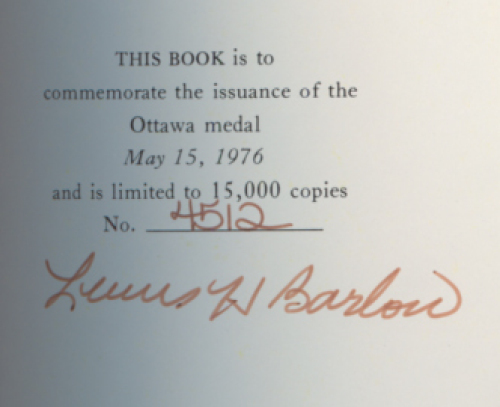 THIS BOOK is to
commemorate the issuance of the
Ottawa medal
May 15, 1976
and is limited to 15,000 copies
No. 4512
Barlow